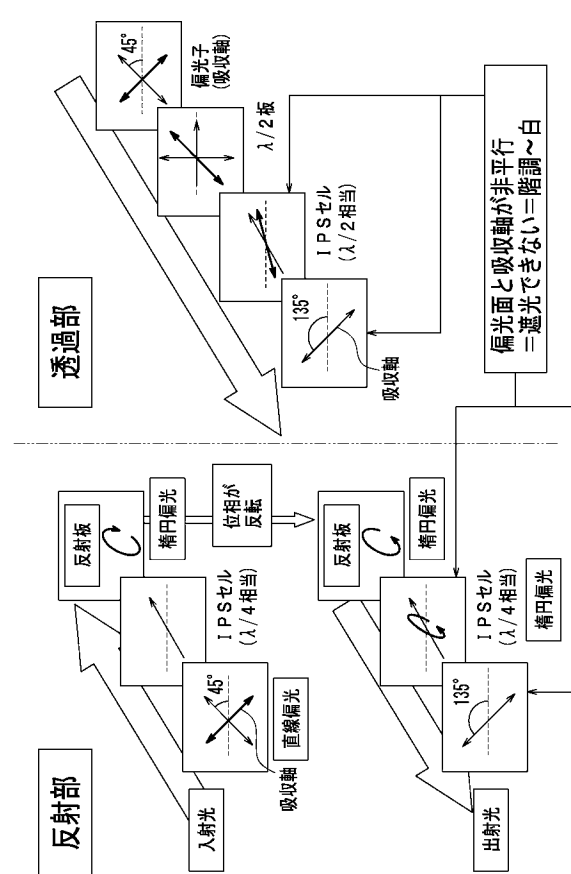 反射部
入射光
45°
直線偏光
吸収軸
IPSセル
(λ/4相当)
反射板
楕円偏光
位相が
反転
反射板
楕円偏光
IPSセル
(λ/4相当)
楕円偏光
135°
出射光
透過部
45°
偏光子
(吸収軸)
λ/2板
IPSセル
(λ/2相当)
135°
吸収軸
偏光面と吸収軸が非平行
=遮光できない=階調~白